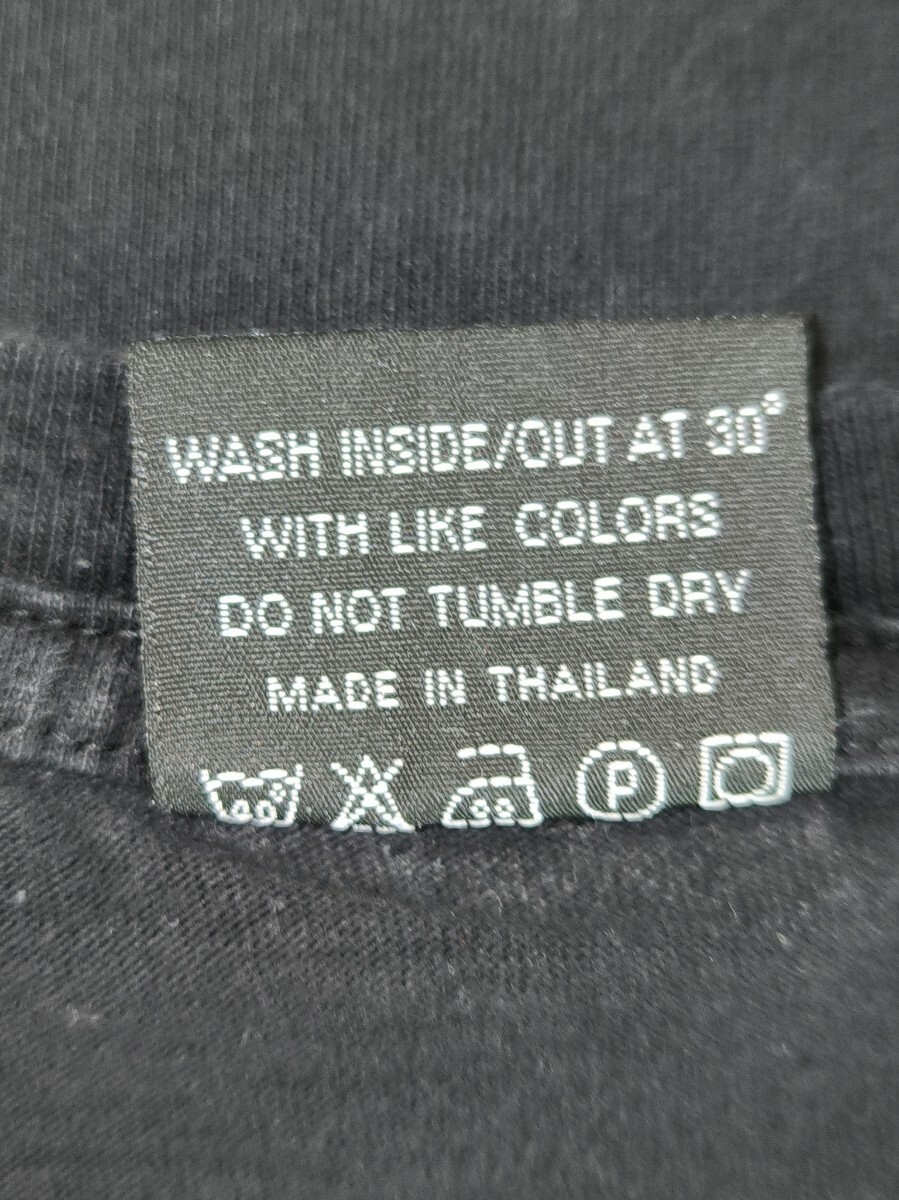 WASH INSIDE/OUT AT 30°
WITH LIKE COLORS
DO NOT TUMBLE DRY
MADE IN THAILAND
P